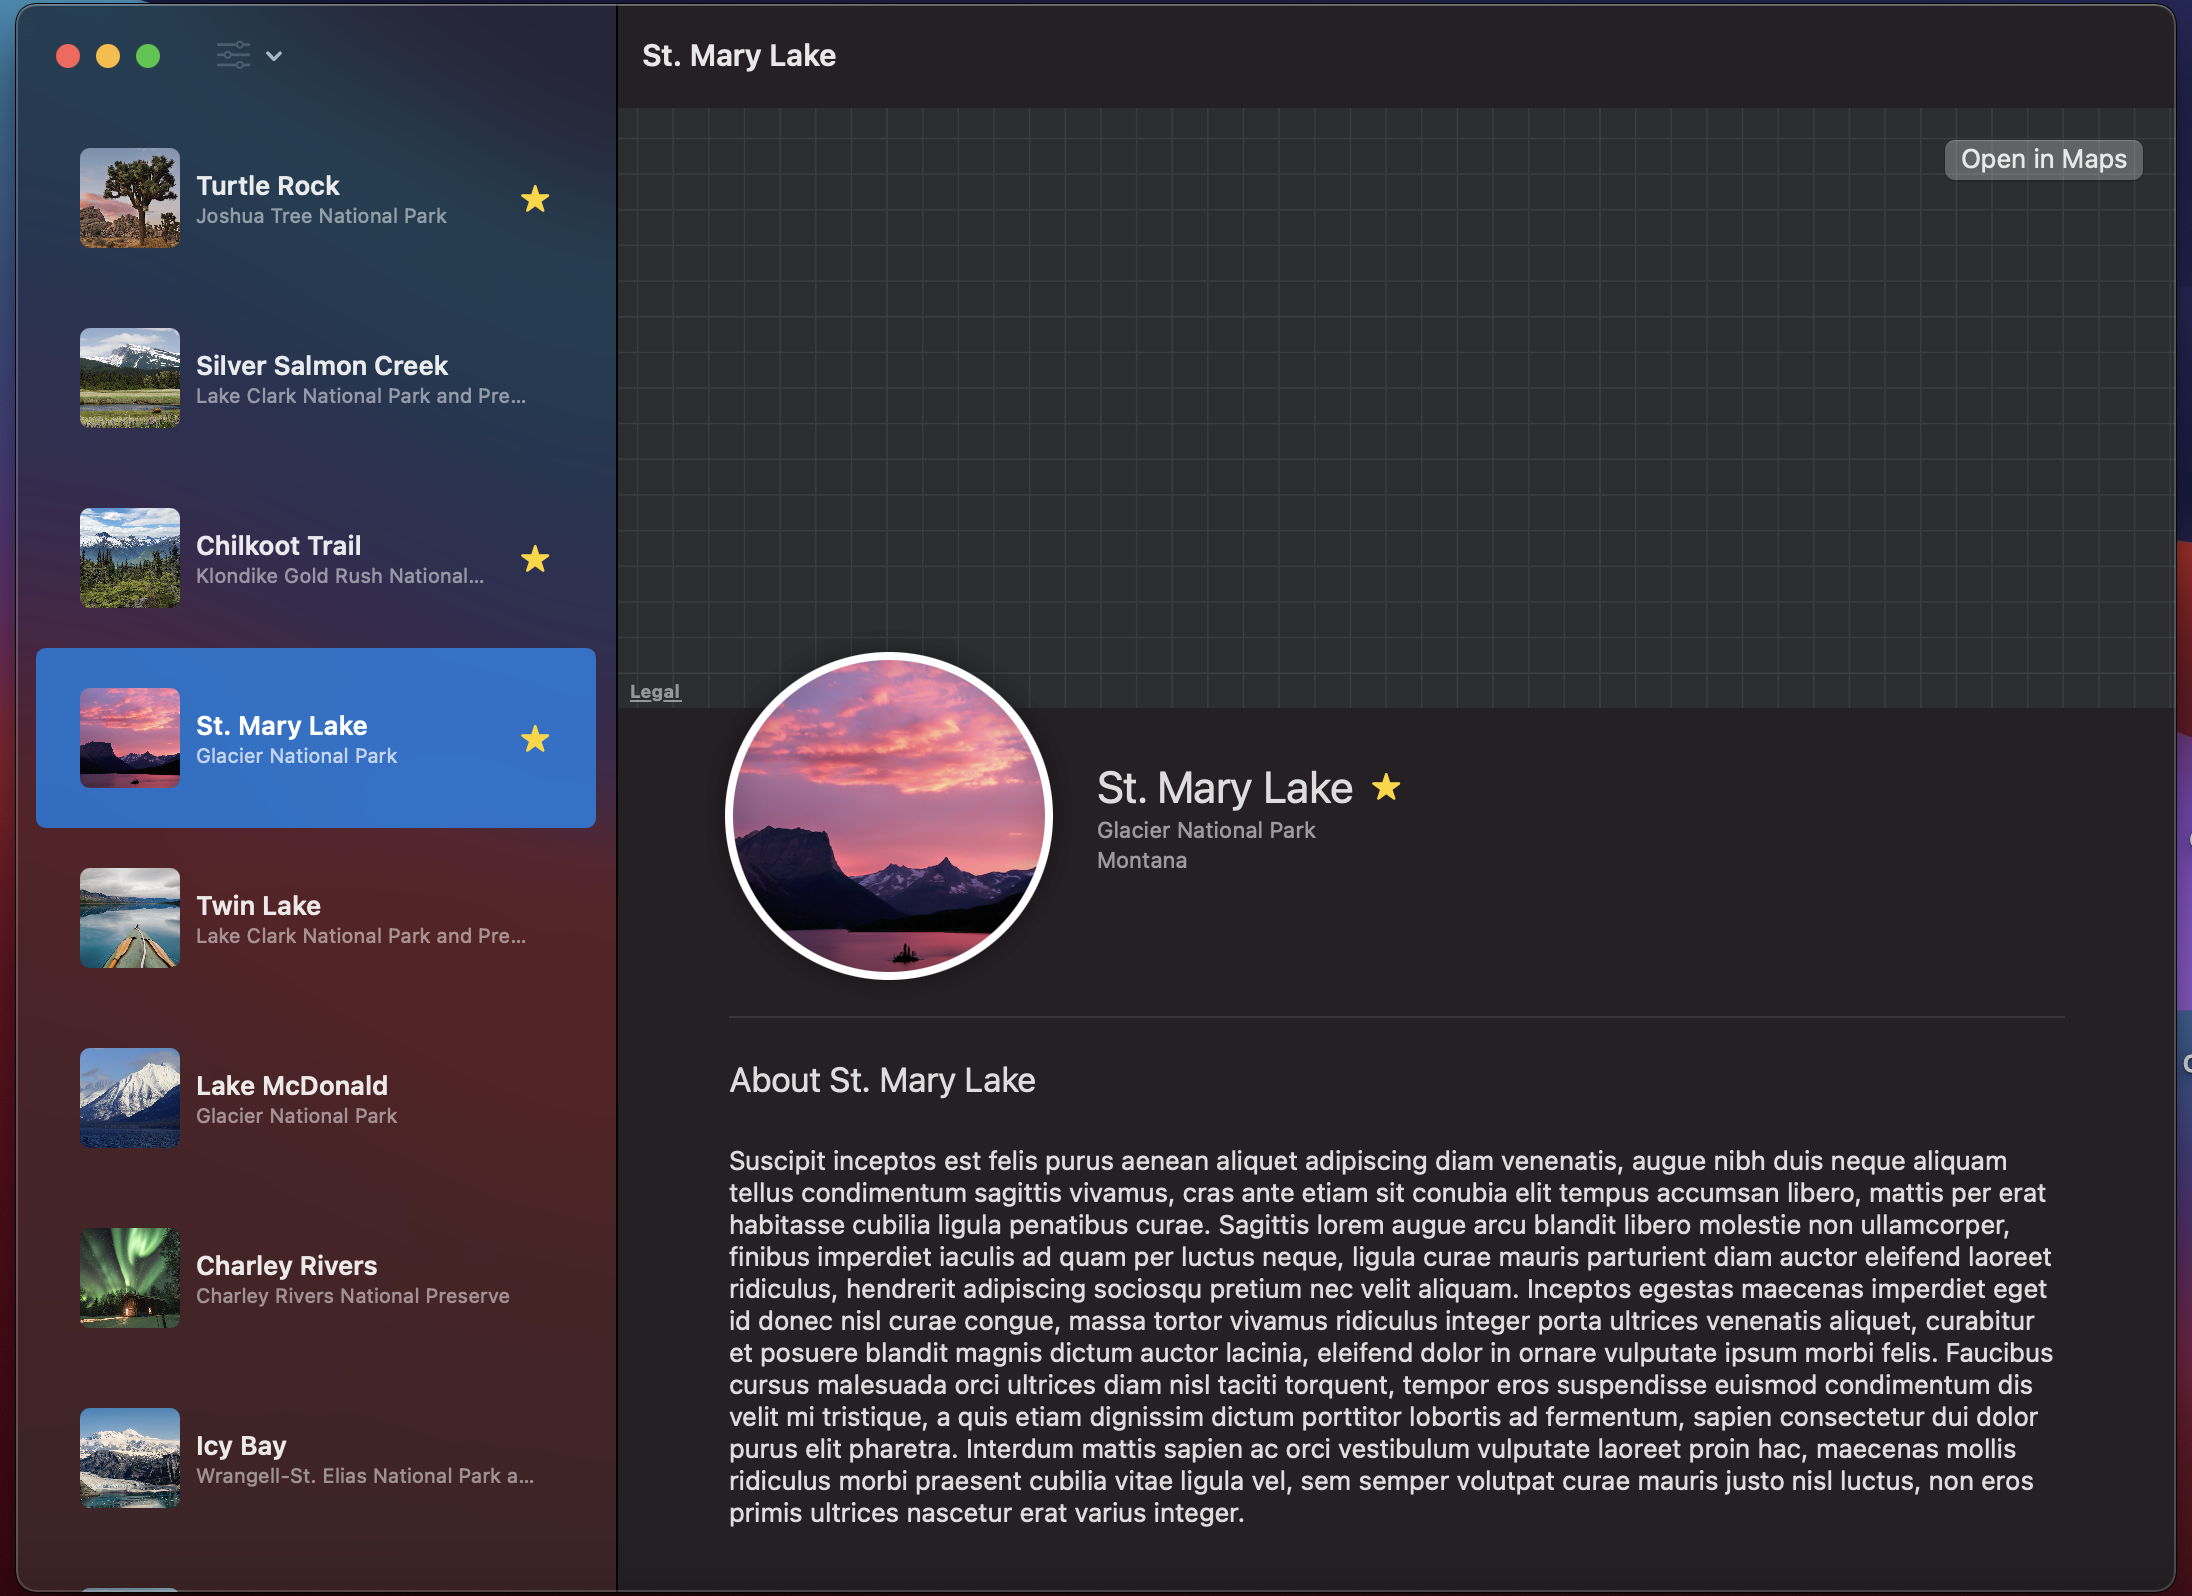 St. Mary Lake
Turtle Rock
Joshua Tree National Park
Silver Salmon Creek
Lake Clark National Park and Pre...
Chilkoot Trail
Klondike Gold Rush National...
St. Mary Lake
Glacier National Park
Twin Lake
Lake Clark National Park and Pre...
Lake McDonald
Glacier National Park
Charley Rivers
Charley Rivers National Preserve
Icy Bay
Wrangell-St. Elias National Park a...
Open in Maps
Legal
St. Mary Lake
Glacier National Park
Montana
About St. Mary Lake
Suscipit inceptos est felis purus aenean aliquet adipiscing diam venenatis, augue nibh duis neque aliquam
tellus condimentum sagittis vivamus, cras ante etiam sit conubia elit tempus accumsan libero, mattis per erat
habitasse cubilia ligula penatibus curae. Sagittis lorem augue arcu blandit libero molestie non ullamcorper,
finibus imperdiet iaculis ad quam per luctus neque, ligula curae mauris parturient diam auctor eleifend laoreet
ridiculus, hendrerit adipiscing sociosqu pretium nec velit aliquam. Inceptos egestas maecenas imperdiet eget
id donec nisl curae congue, massa tortor vivamus ridiculus integer porta ultrices venenatis aliquet, curabitur
et posuere blandit magnis dictum auctor lacinia, eleifend dolor in ornare vulputate ipsum morbi felis. Faucibus
cursus malesuada orci ultrices diam nisl taciti torquent, tempor eros suspendisse euismod condimentum dis
velit mi tristique, a quis etiam dignissim dictum porttitor lobortis ad fermentum, sapien consectetur dui dolor
purus elit pharetra. Interdum mattis sapien ac orci vestibulum vulputate laoreet proin hac, maecenas mollis
ridiculus morbi praesent cubilia vitae ligula vel, sem semper volutpat curae mauris justo nisl luctus, non eros
primis ultrices nascetur erat varius integer.